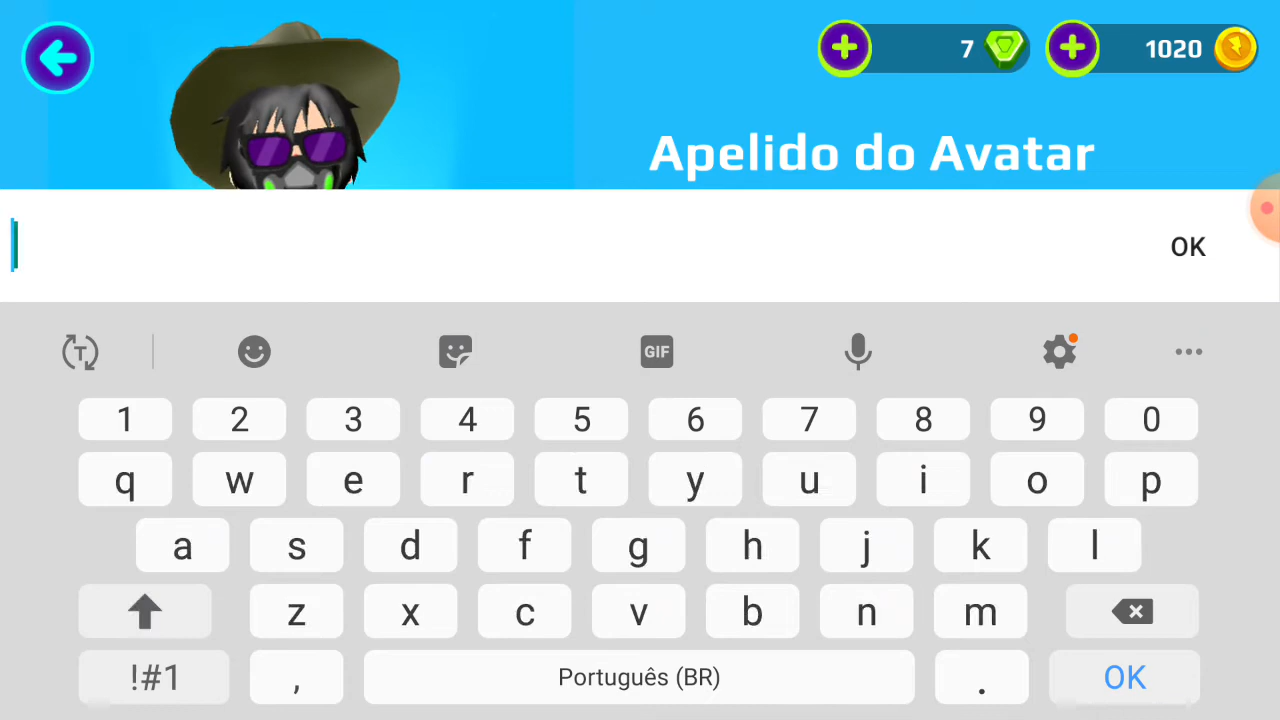 7
1020
Apelido do Avatar
OK
T
GIF
1 2 3 4 5 6 7 8 9 0
q w e r t y u i o p
a s d f g h j k l
z x c v b n m
!#1 , Português (BR) . OK